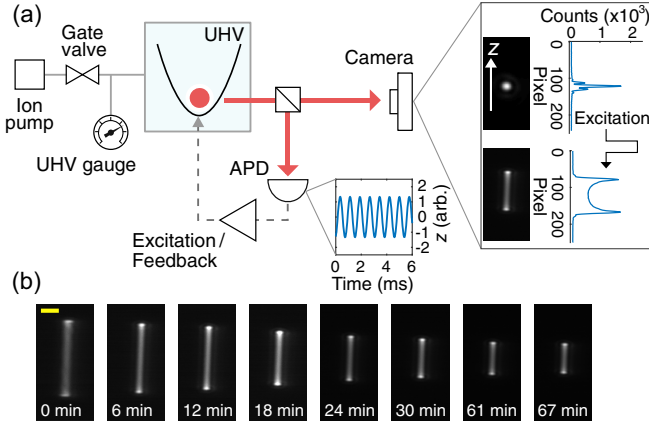 (a)
Gate
valve
UHV
Ion
pump
UHV gauge
Camera
APD
Excitation /
Feedback
2
1
0
-1
-2
z (arb.)
0 2 4 6
Time (ms)
Counts (x10³)
0 2
z
0
100
200
Pixel
Excitation
0
100
200
Pixel
(b)
0 min
6 min
12 min
18 min
24 min
30 min
61 min
67 min